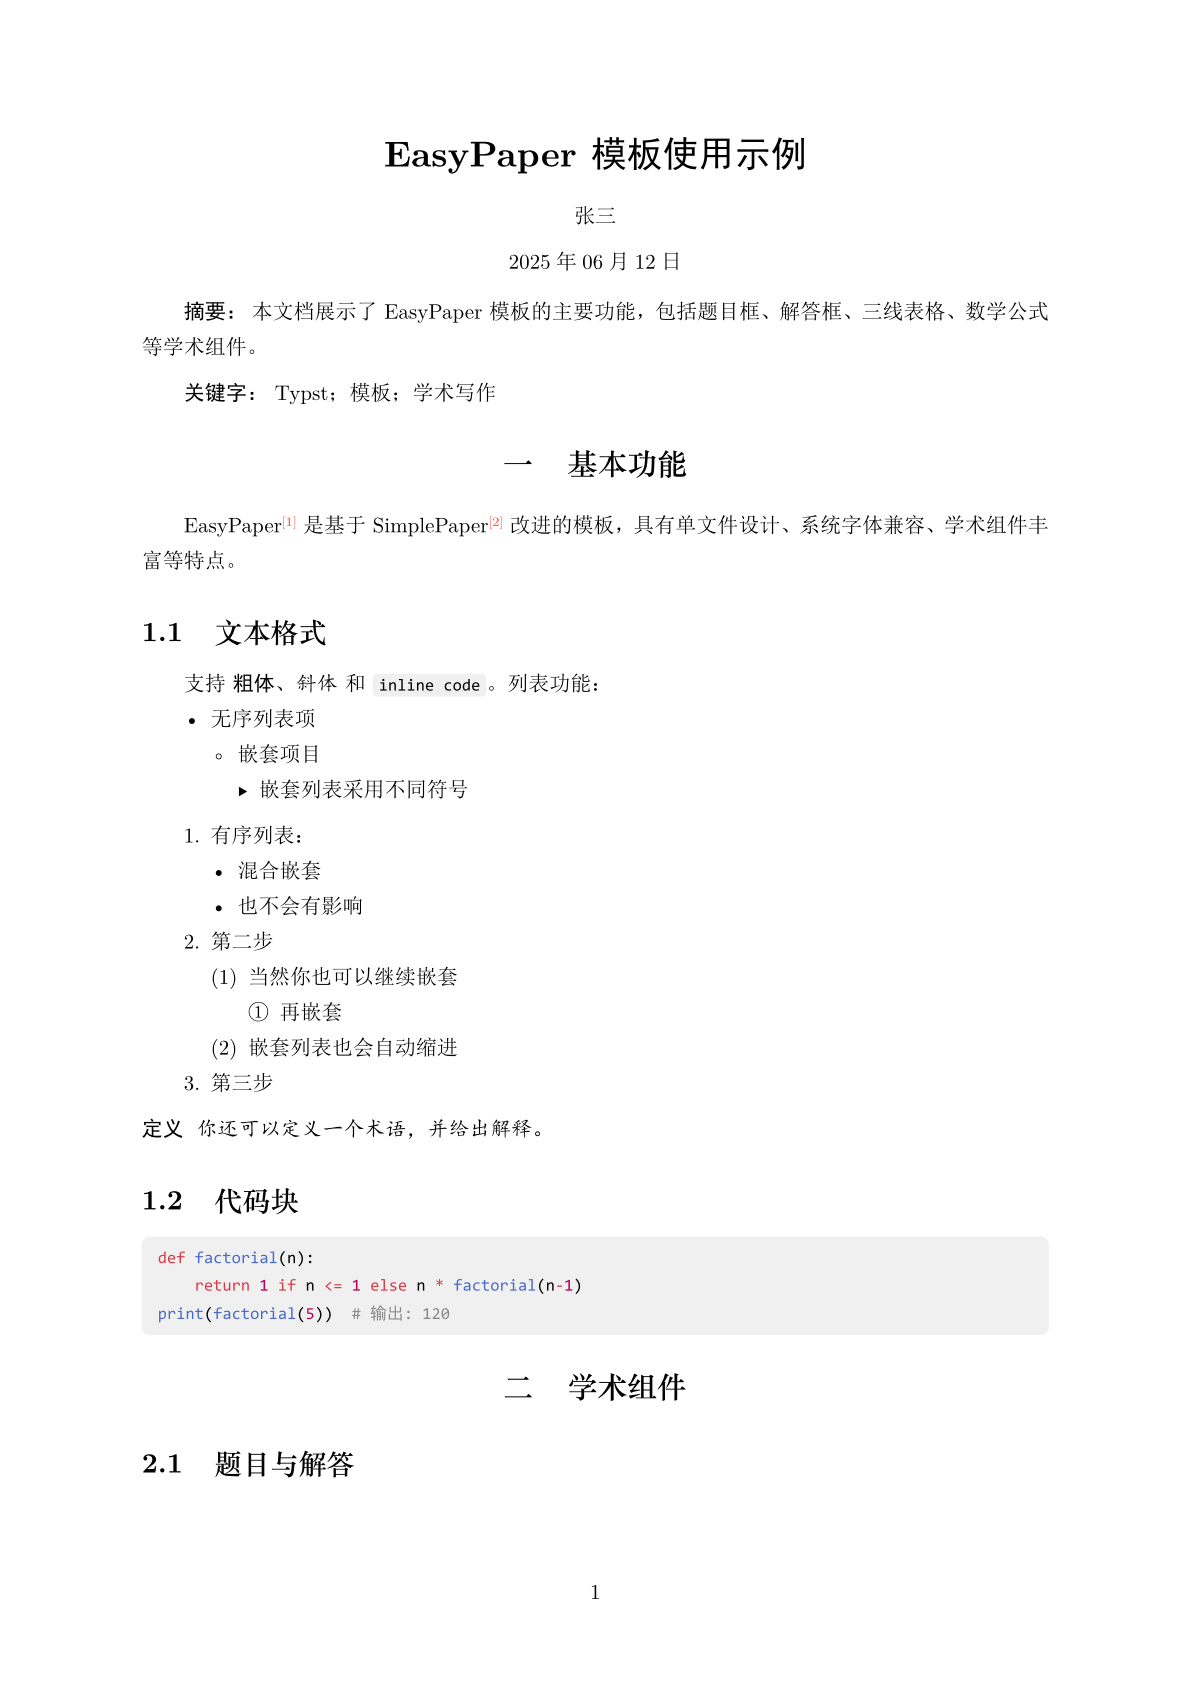 EasyPaper 模板使用示例
张三
2025 年 06 月 12 日
摘要： 本文档展示了 EasyPaper 模板的主要功能，包括题目框、解答框、三线表格、数学公式
等学术组件。
关键字： Typst；模板；学术写作
一 基本功能
EasyPaper[1] 是基于 SimplePaper[2] 改进的模板，具有单文件设计、系统字体兼容、学术组件丰
富等特点。
1.1 文本格式
支持 粗体、斜体 和 inline code。列表功能：
• 无序列表项
◦ 嵌套项目
▸ 嵌套列表采用不同符号
1. 有序列表：
• 混合嵌套
• 也不会有影响
2. 第二步
(1) 当然你也可以继续嵌套
① 再嵌套
(2) 嵌套列表也会自动缩进
3. 第三步
定义 你还可以定义一个术语，并给出解释。
1.2 代码块
def factorial(n):
    return 1 if n <= 1 else n * factorial(n-1)
print(factorial(5))  # 输出: 120
二 学术组件
2.1 题目与解答
1